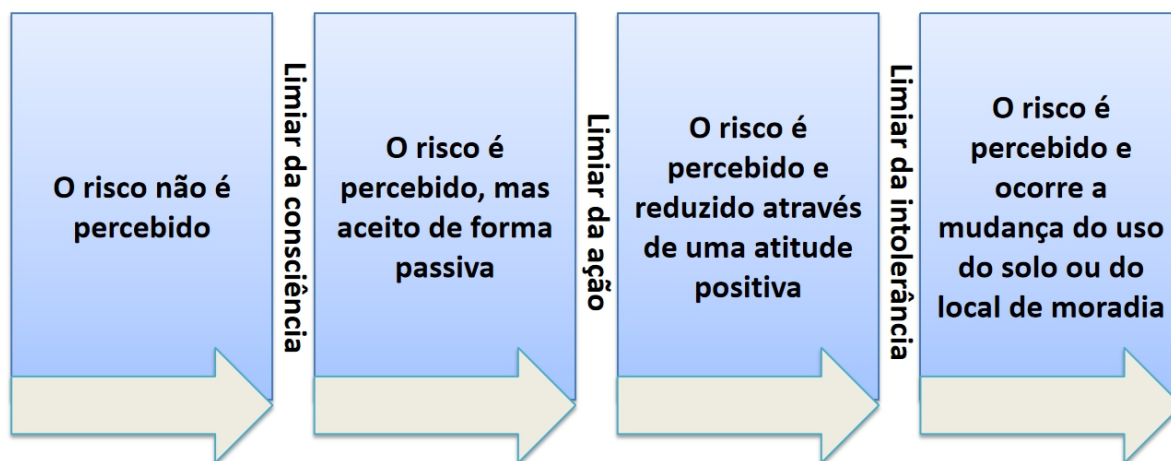 O risco não é
percebido
Limiar da consciência
O risco é
percebido, mas
aceito de forma
passiva
Limiar da ação
O risco é
percebido e
reduzido através
de uma atitude
positiva
Limiar da intolerância
O risco é
percebido e
ocorre a
mudança do uso
do solo ou do
local de moradia